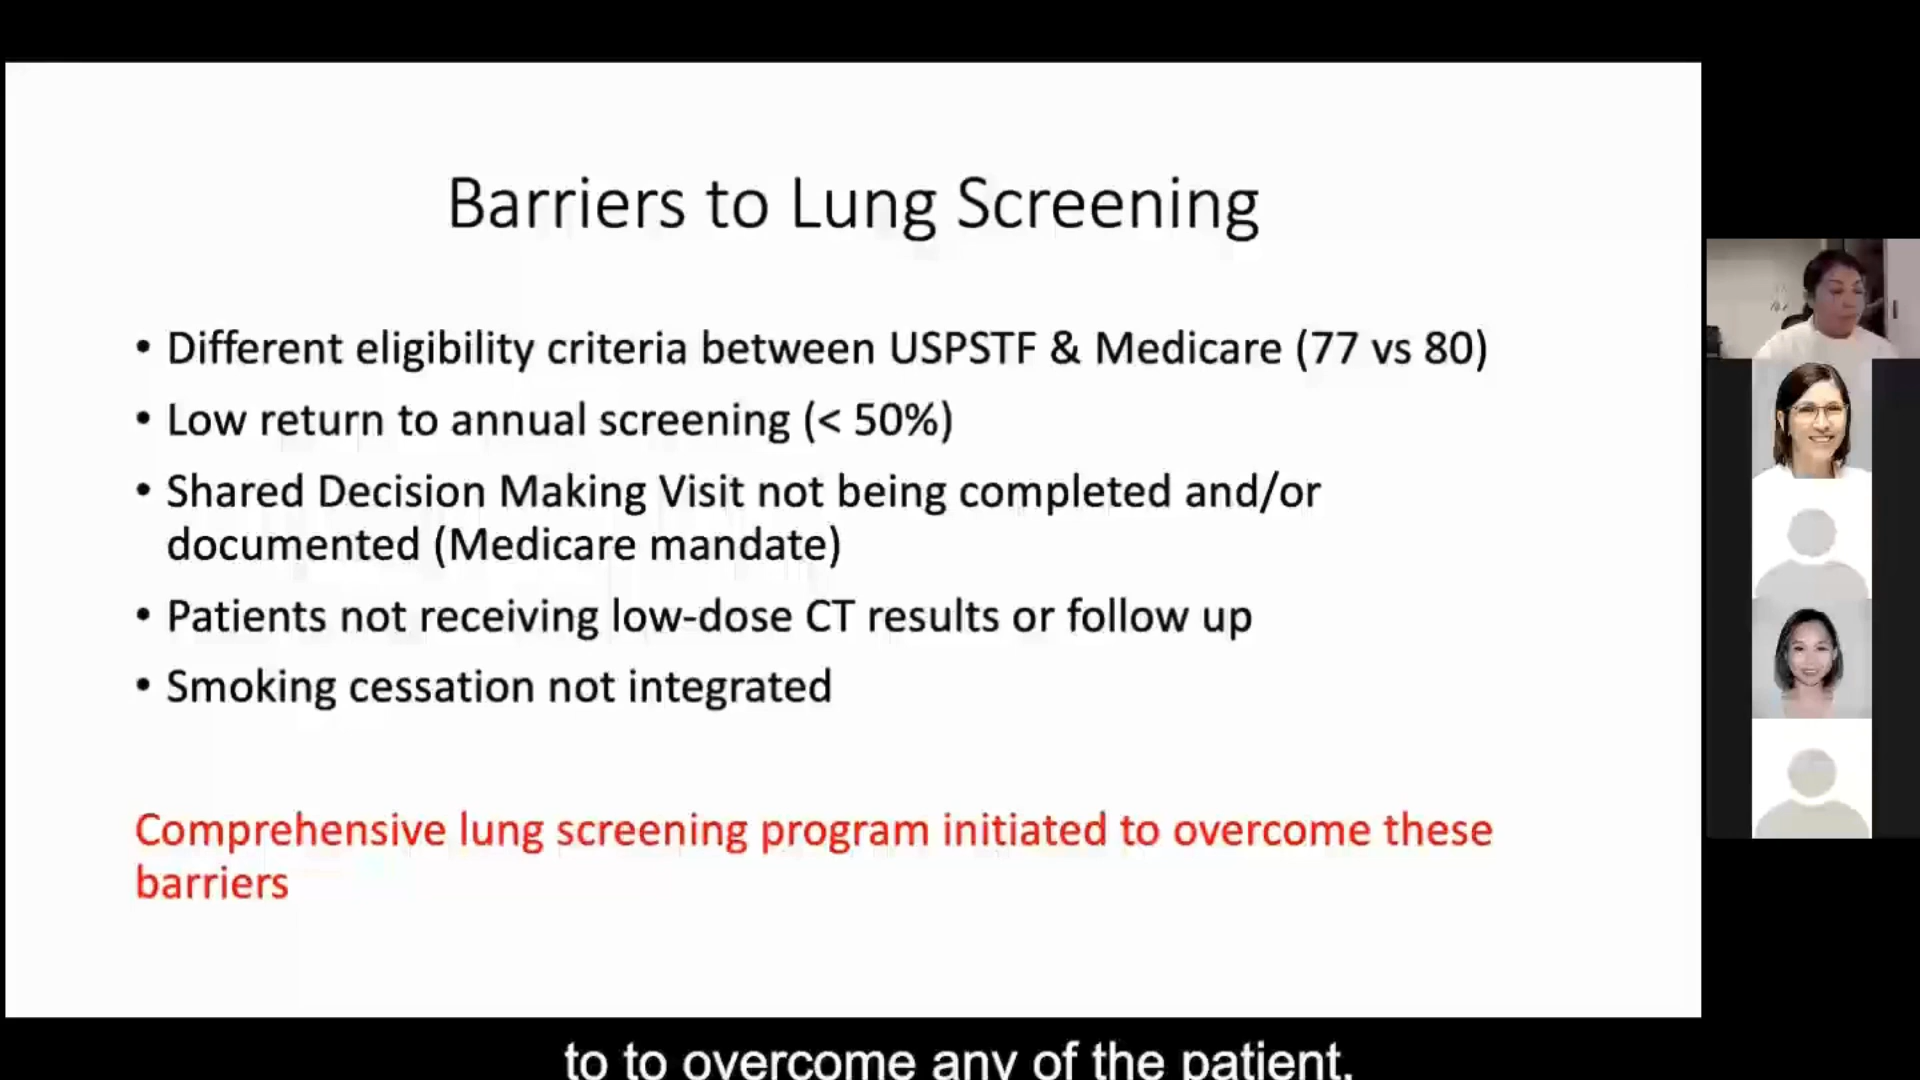 Barriers to Lung Screening
• Different eligibility criteria between USPSTF & Medicare (77 vs 80)
• Low return to annual screening (< 50%)
• Shared Decision Making Visit not being completed and/or
documented (Medicare mandate)
• Patients not receiving low-dose CT results or follow up
• Smoking cessation not integrated
Comprehensive lung screening program initiated to overcome these
barriers
to to overcome any of the patient.